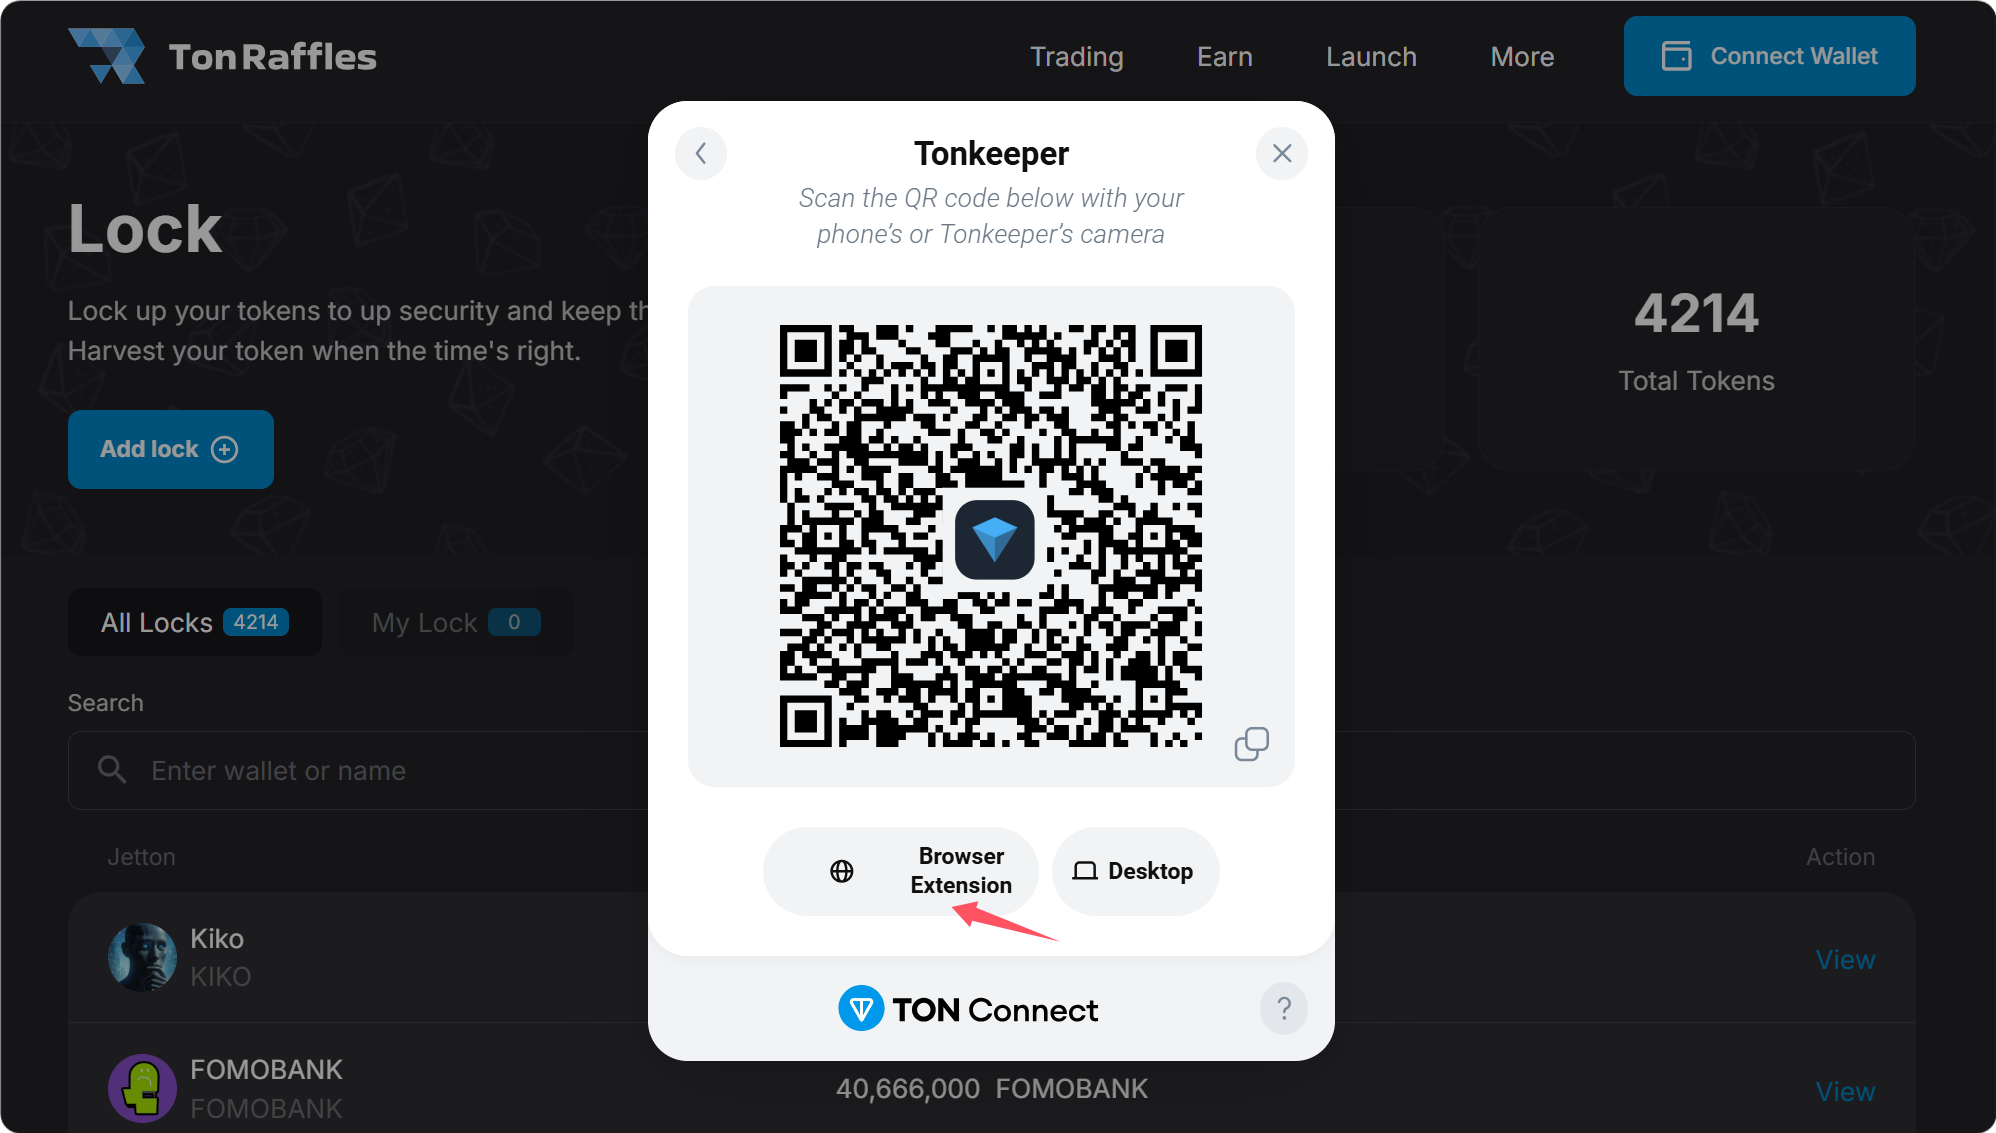 TonRaffles
Trading
Earn
Launch
More
Connect Wallet
Lock
Lock up your tokens to up security and keep th
Harvest your token when the time's right.
Add lock
4214
Total Tokens
Tonkeeper
Scan the QR code below with your
phone’s or Tonkeeper’s camera
Browser
Extension
Desktop
TON Connect
?
All Locks 4214
My Lock 0
Search
Enter wallet or name
Jetton
Action
Kiko
KIKO
View
FOMOBANK
FOMOBANK
40,666,000 FOMOBANK
View